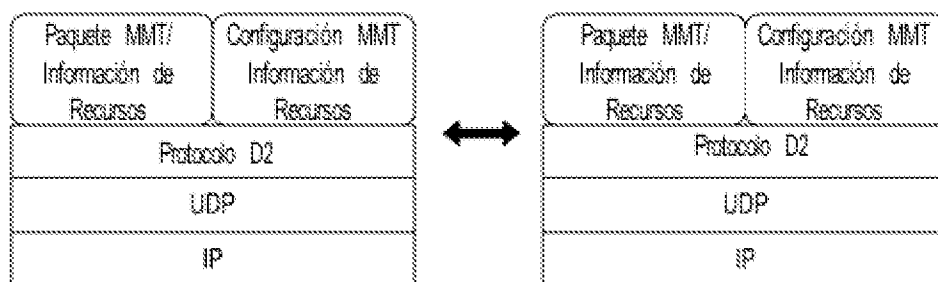 Paquete MMT/
Información de
Recursos
Configuración MMT
Información de
Recursos
Protocolo D2
UDP
IP
Paquete MMT/
Información de
Recursos
Configuración MMT
Información de
Recursos
Protocolo D2
UDP
IP